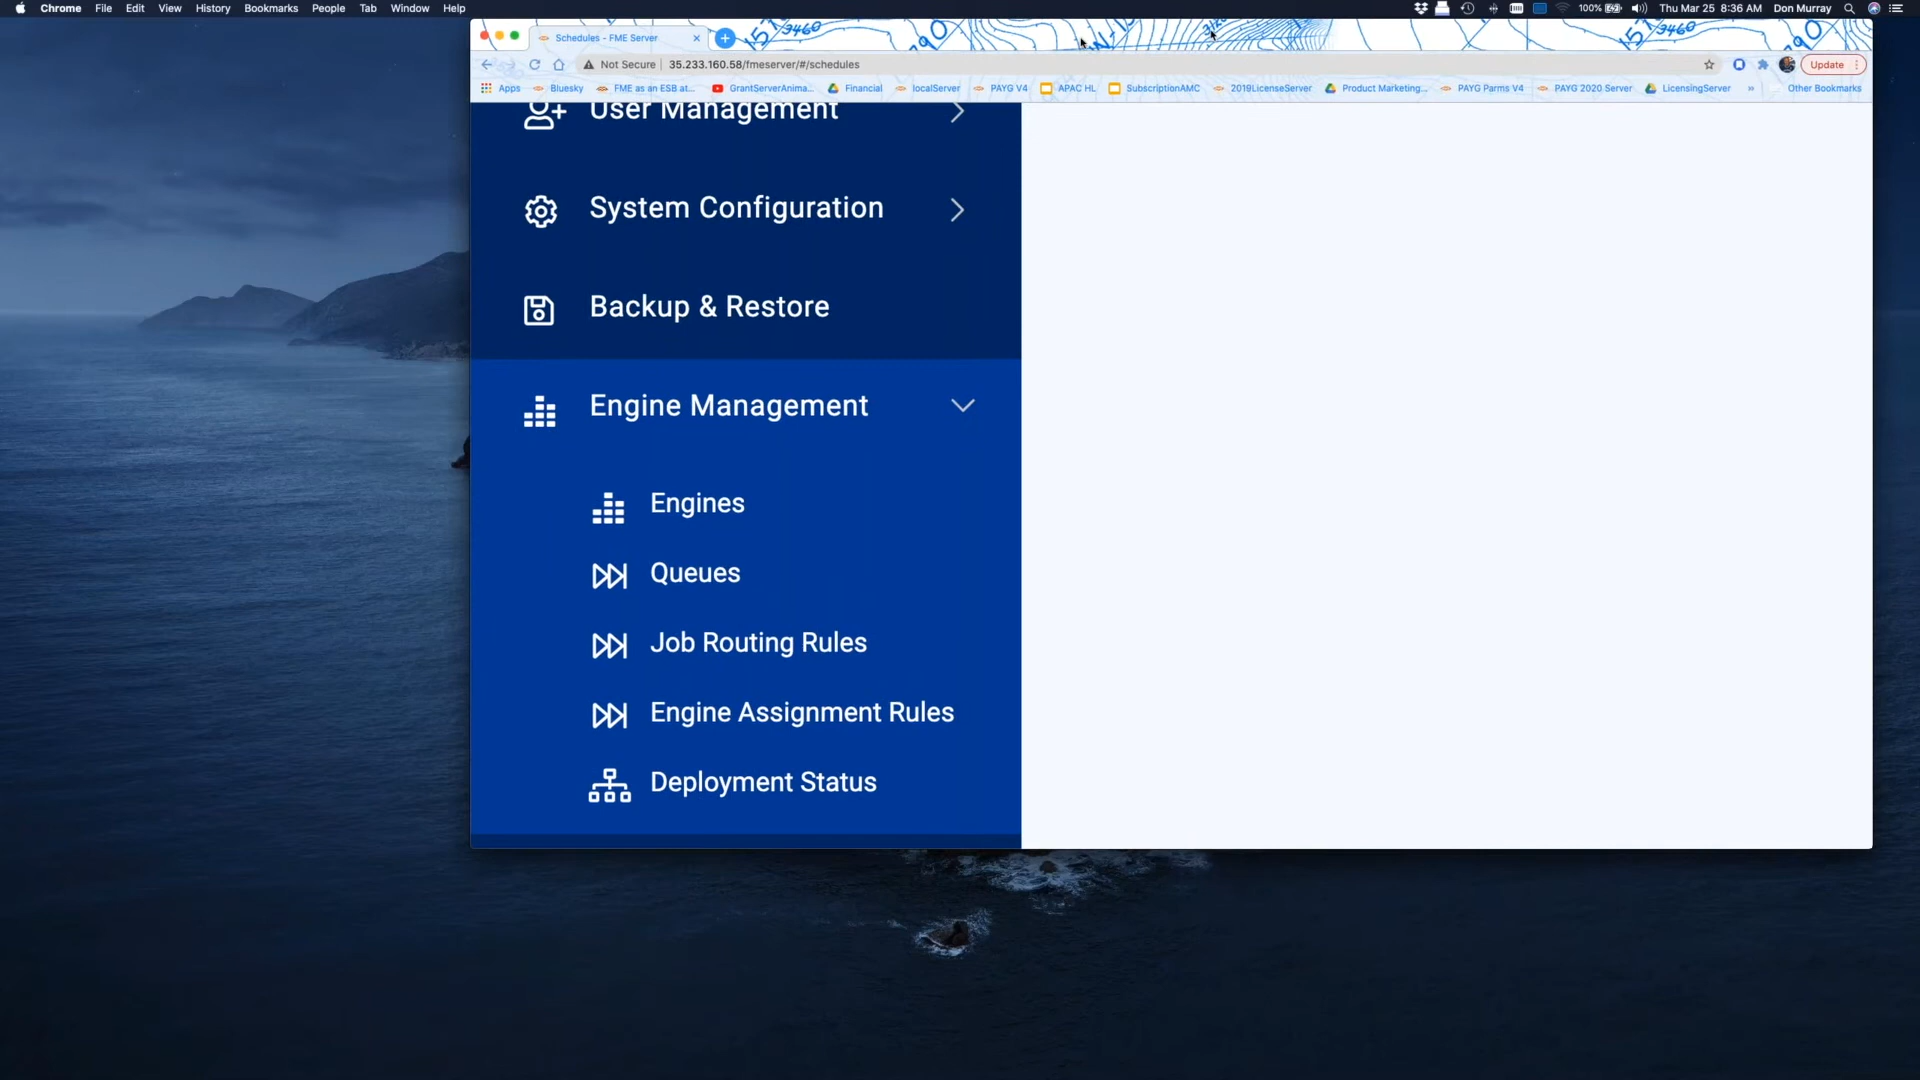 Chrome File Edit View History Bookmarks People Tab Window Help
100% Thu Mar 25 8:36 AM Don Murray
Schedules - FME Server
Not Secure 35.233.160.58/fmeserver/#/schedules Update
Apps Bluesky FME as an ESB at... GrantServerAnima... Financial localServer PAYG V4 APAC HL SubscriptionAMC 2019LicenseServer Product Marketing... PAYG Parms V4 PAYG 2020 Server LicensingServer » Other Bookmarks
User Management
System Configuration
Backup & Restore
Engine Management
Engines
Queues
Job Routing Rules
Engine Assignment Rules
Deployment Status